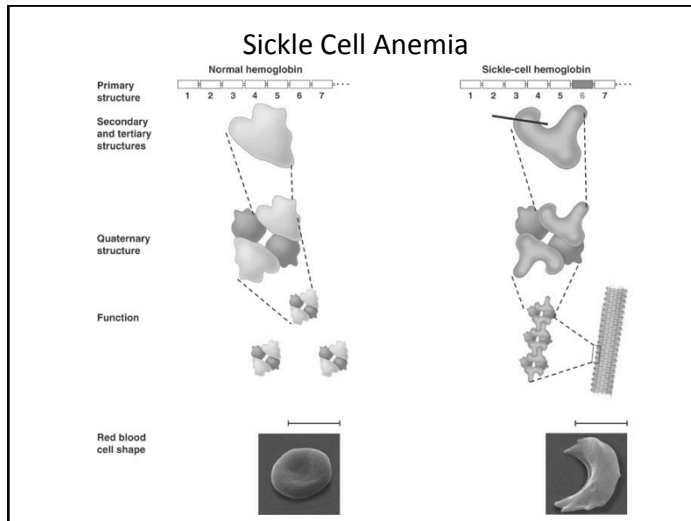 Sickle Cell Anemia
Normal hemoglobin
Sickle-cell hemoglobin
Primary
structure
1 2 3 4 5 6 7
1 2 3 4 5 6 7
Secondary
and tertiary
structures
Quaternary
structure
Function
Red blood
cell shape